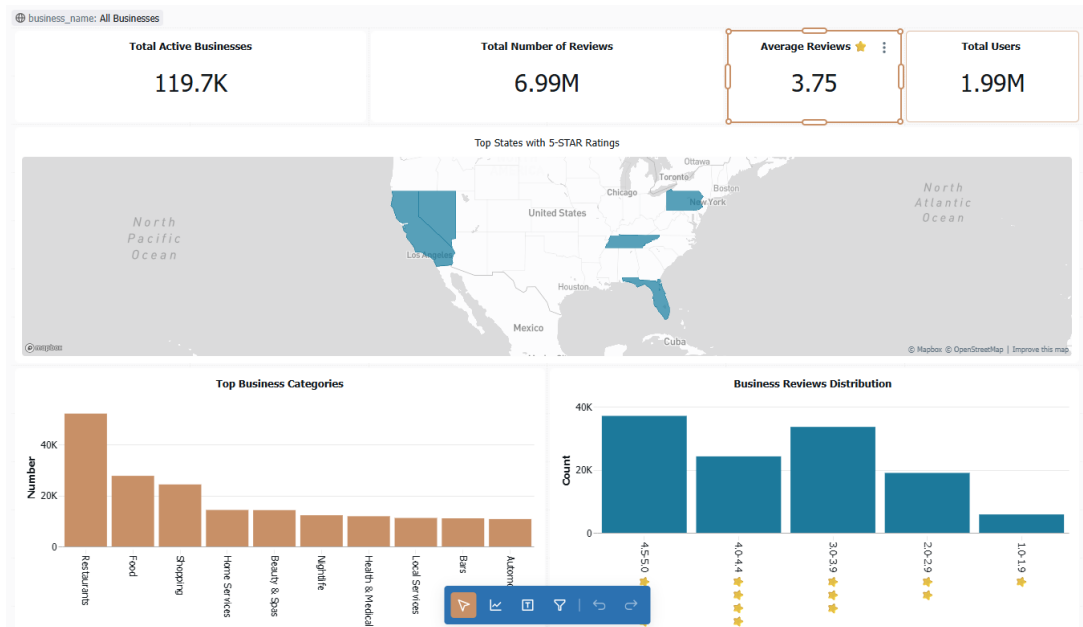 business_name: All Businesses
Total Active Businesses
119.7K
Total Number of Reviews
6.99M
Average Reviews
3.75
Total Users
1.99M
Top States with 5-STAR Ratings
North
Pacific
Ocean
United States
Los Angeles
Houston
Mexico
Cuba
Chicago
Toronto
Ottawa
Boston
New York
North
Atlantic
Ocean
mapbox
© Mapbox © OpenStreetMap | Improve this map
Top Business Categories
Number
40K
20K
0
Restaurants
Food
Shopping
Home Services
Beauty & Spas
Nightlife
Health & Medical
Local Services
Bars
Business Reviews Distribution
Count
40K
20K
0
4.5-5.0
4.0-4.4
3.0-3.9
2.0-2.9
1.0-1.9
T